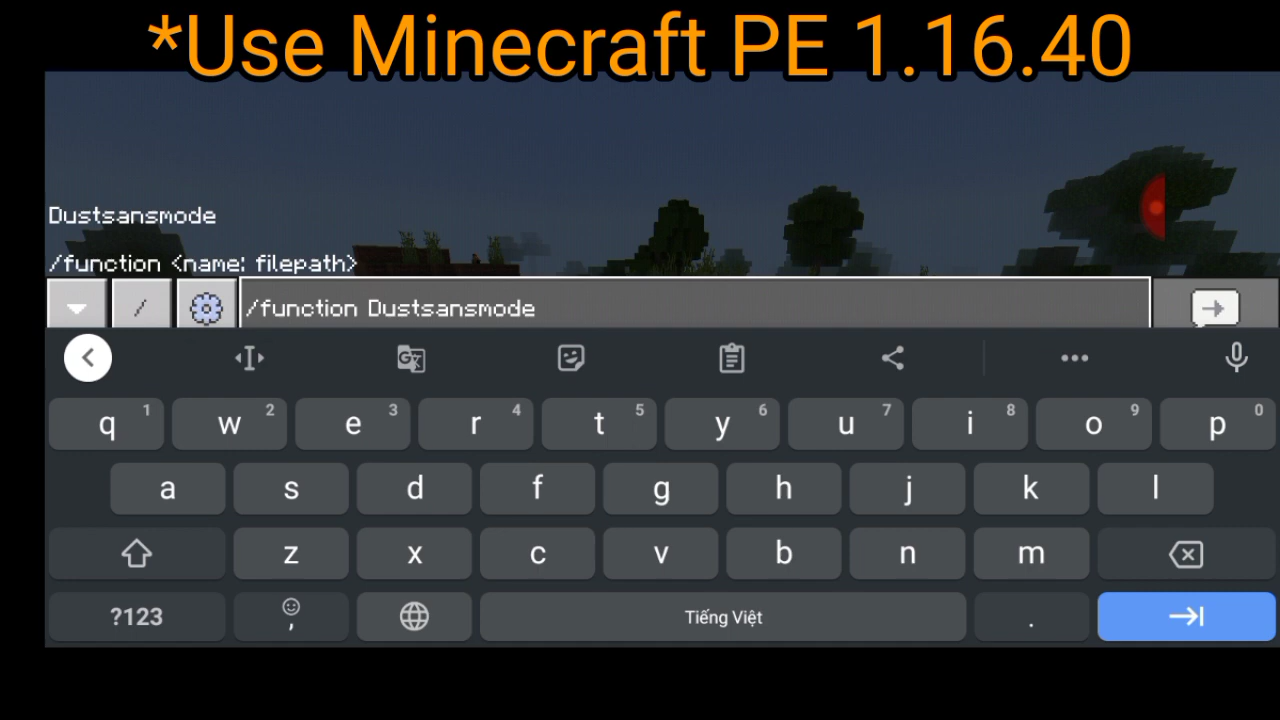 *Use Minecraft PE 1.16.40
Dustsansmode
/function <name: filepath>
/ /function Dustsansmode
q 1 w 2 e 3 r 4 t 5 y 6 u 7 i 8 o 9 p 0
a s d f g h j k l
z x c v b n m
?123 , Tiếng Việt .